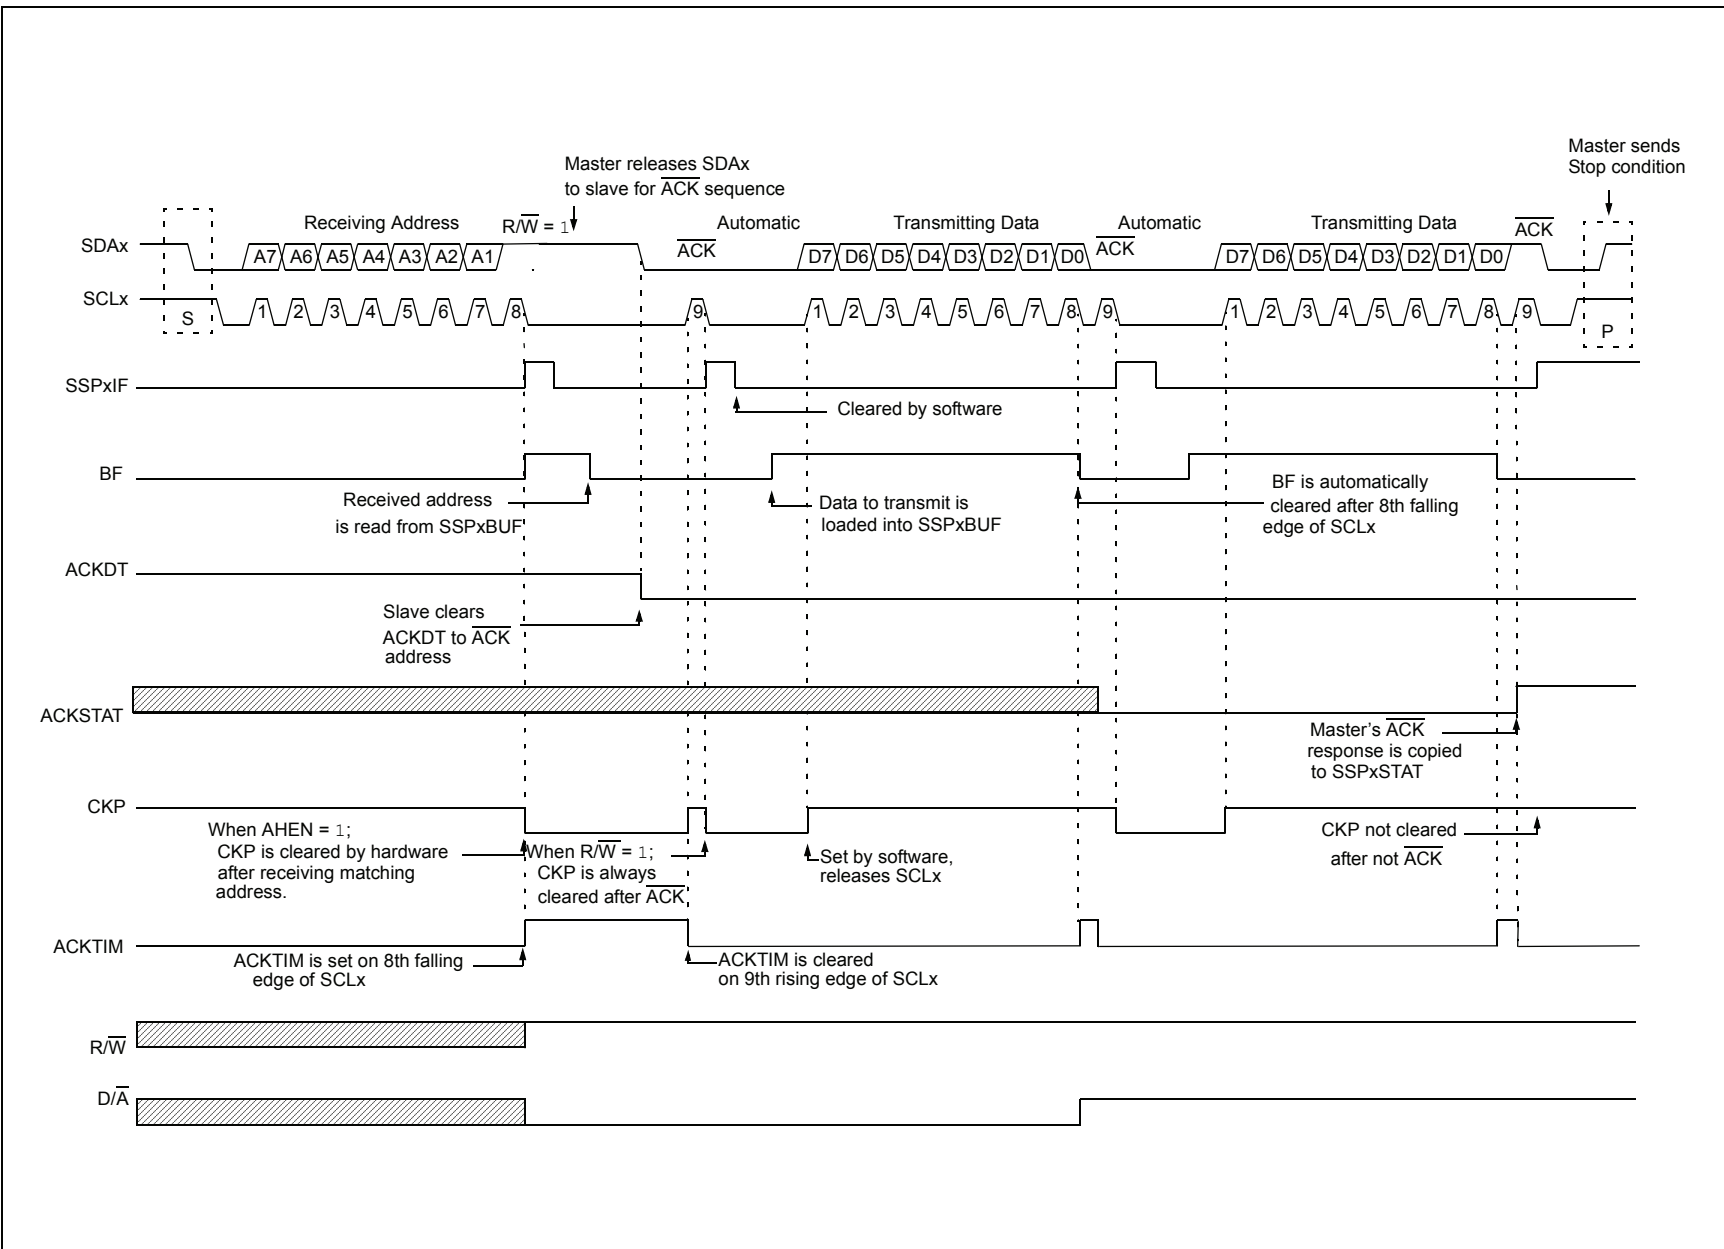 Master sends
Stop condition
Master releases SDAx
to slave for ACK sequence
Receiving Address R/W = 1 Automatic Transmitting Data Automatic Transmitting Data ACK
SDAx A7 A6 A5 A4 A3 A2 A1 ACK D7 D6 D5 D4 D3 D2 D1 D0 ACK D7 D6 D5 D4 D3 D2 D1 D0
SCLx S 1 2 3 4 5 6 7 8 9 1 2 3 4 5 6 7 8 9 1 2 3 4 5 6 7 8 9 P
SSPxIF
Cleared by software
BF
Received address
is read from SSPxBUF
Data to transmit is
loaded into SSPxBUF
BF is automatically
cleared after 8th falling
edge of SCLx
ACKDT
Slave clears
ACKDT to ACK
address
ACKSTAT
Master's ACK
response is copied
to SSPxSTAT
CKP
When AHEN = 1;
CKP is cleared by hardware
after receiving matching
address.
When R/W = 1;
CKP is always
cleared after ACK
Set by software,
releases SCLx
CKP not cleared
after not ACK
ACKTIM
ACKTIM is set on 8th falling
edge of SCLx
ACKTIM is cleared
on 9th rising edge of SCLx
R/W
D/A